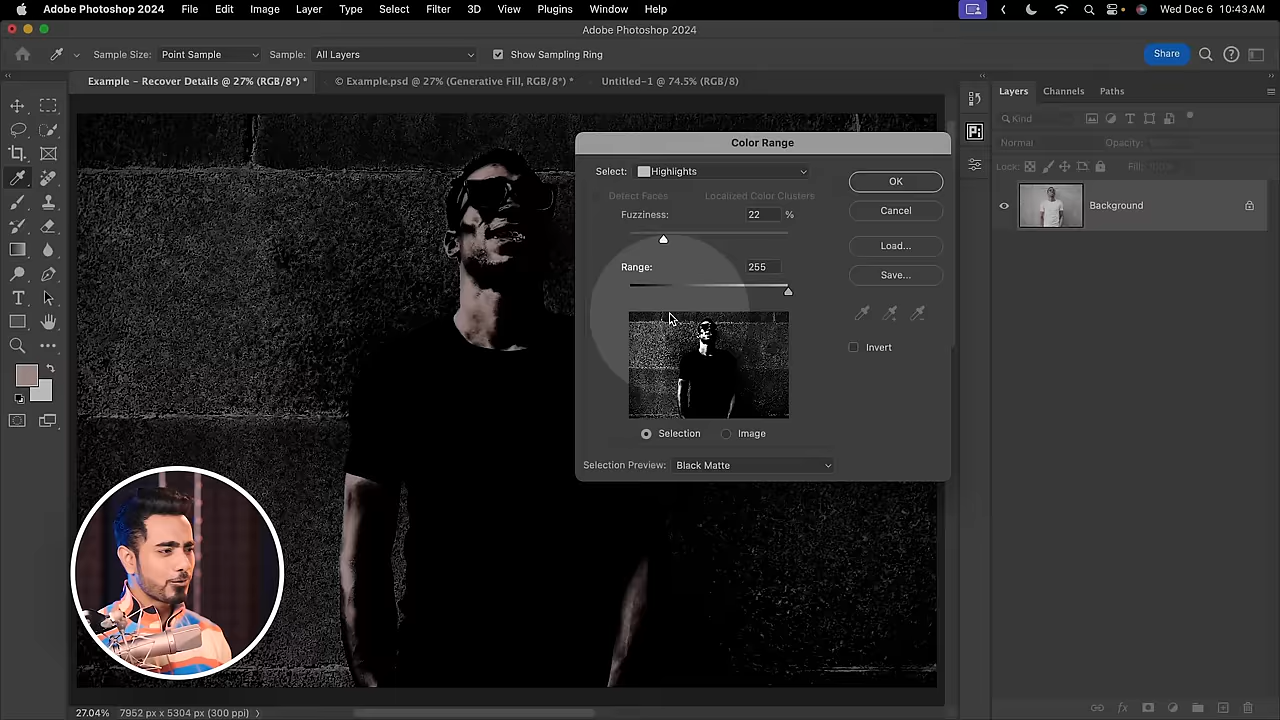 Adobe Photoshop 2024 File Edit Image Layer Type Select Filter 3D View Plugins Window Help Wed Dec 6 10:43 AM
Adobe Photoshop 2024
Sample Size: Point Sample Sample: All Layers Show Sampling Ring Share
Example - Recover Details @ 27% (RGB/8*) * © Example.psd @ 27% (Generative Fill, RGB/8*) * Untitled-1 @ 74.5% (RGB/8)
Layers Channels Paths
Kind
Normal Opacity:
Lock: Fill:
Background
Color Range
Select: Highlights
OK
Detect Faces Localized Color Clusters
Cancel
Fuzziness: 22 %
Load...
Range: 255
Save...
Invert
Selection Image
Selection Preview: Black Matte
27.04% 7952 px x 5304 px (300 ppi)